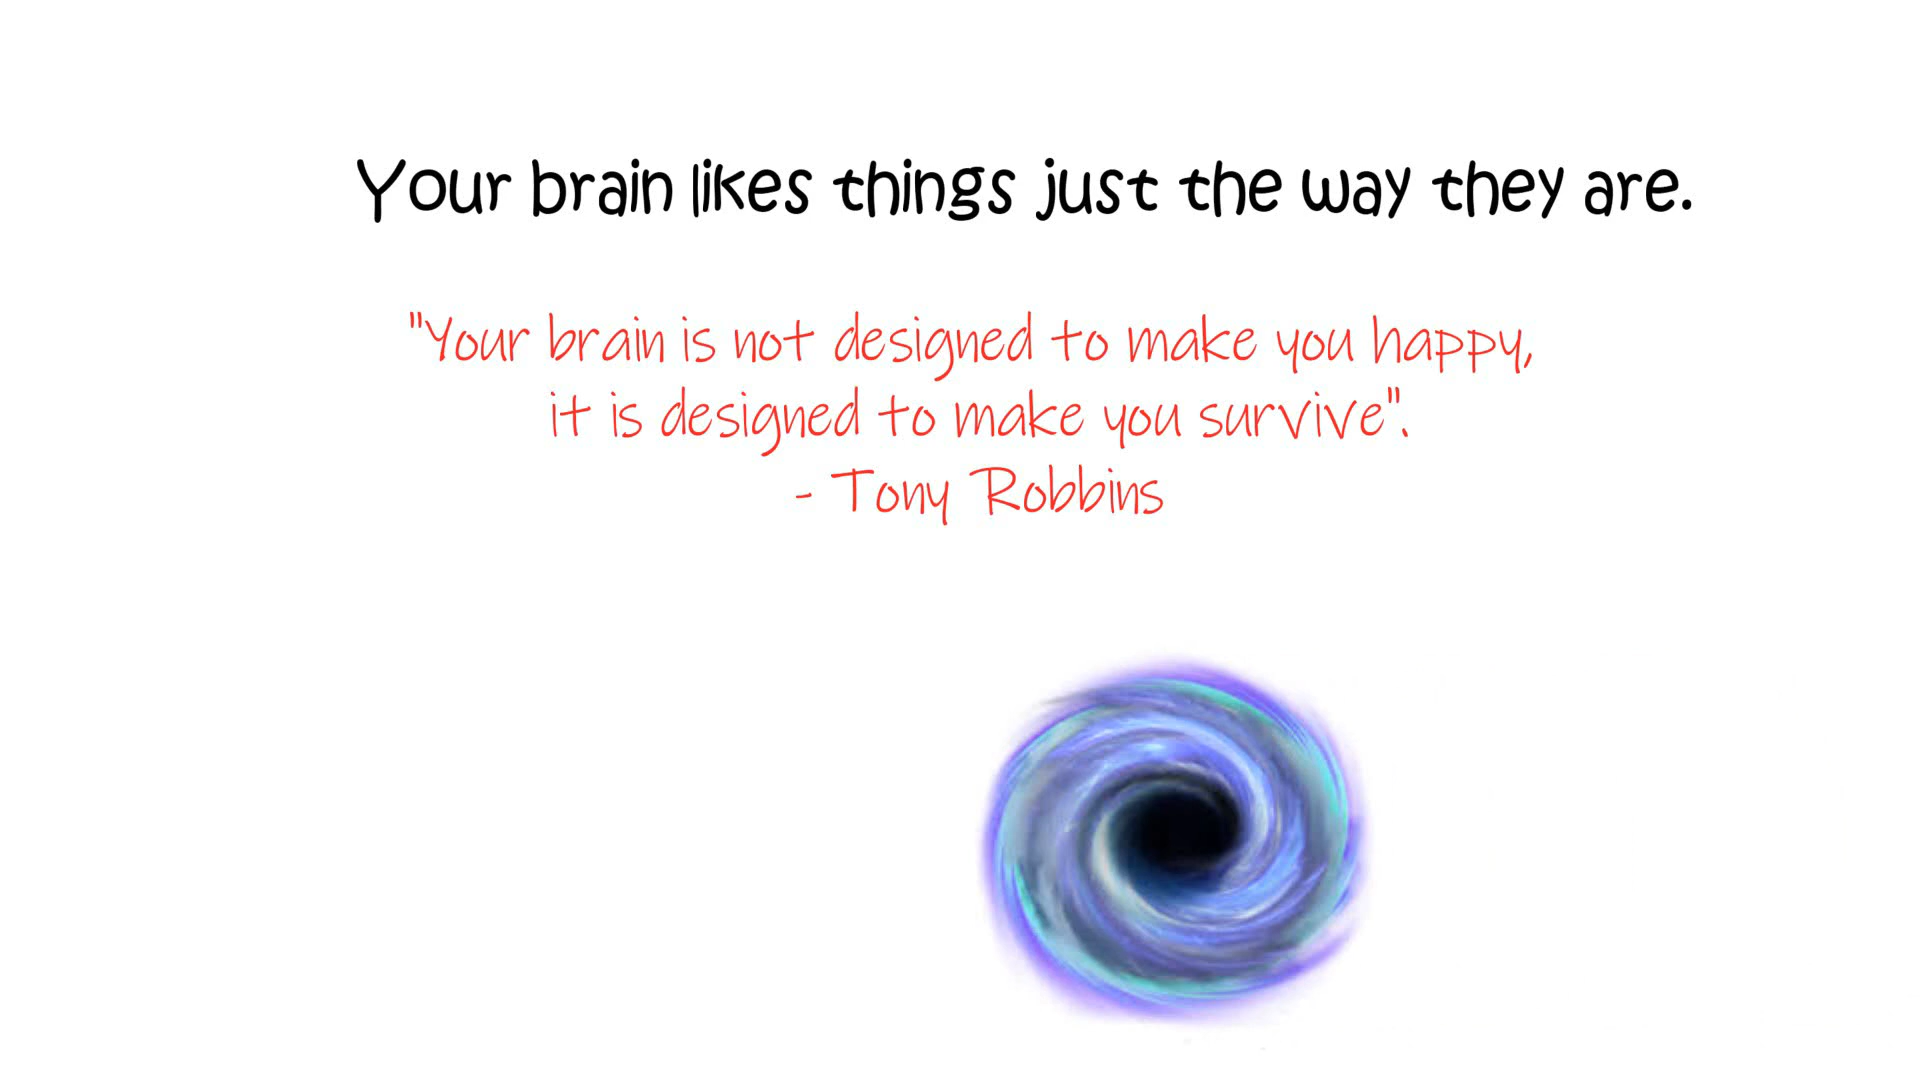 Your brain likes things just the way they are.
"Your brain is not designed to make you happy,
it is designed to make you survive".
- Tony Robbins